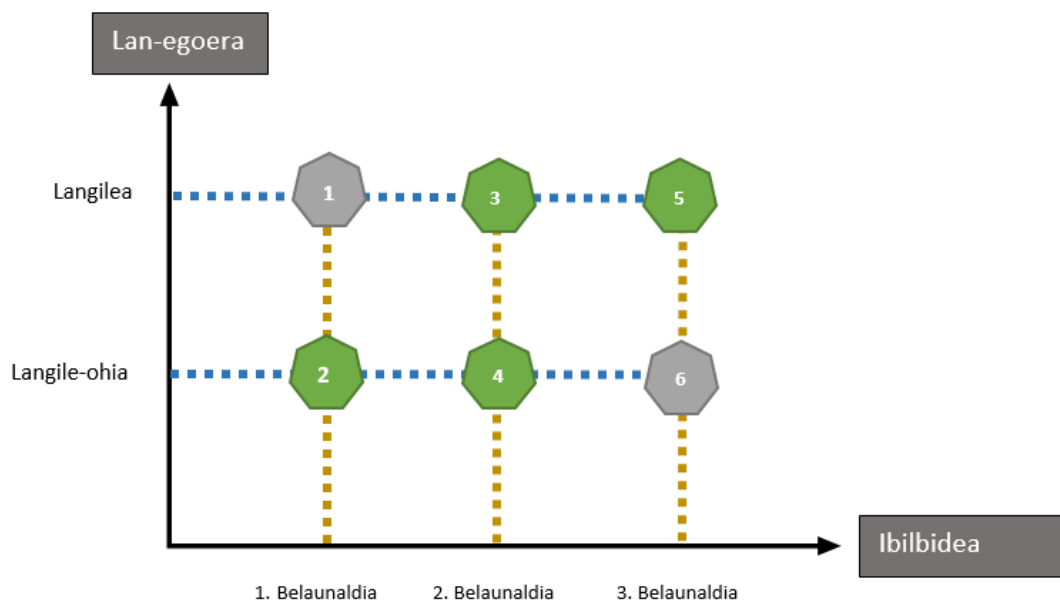 Lan-egoera
Langilea
1
3
5
Langile-ohia
2
4
6
Ibilbidea
1. Belaunaldia
2. Belaunaldia
3. Belaunaldia